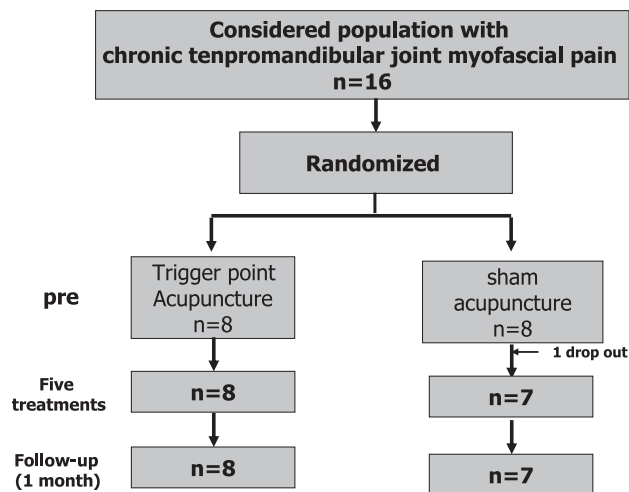 Considered population with
chronic tenpromandibular joint myofascial pain
n=16
Randomized
pre
Trigger point
Acupuncture
n=8
sham
acupuncture
n=8
1 drop out
Five
treatments
n=8
n=7
Follow-up
(1 month)
n=8
n=7